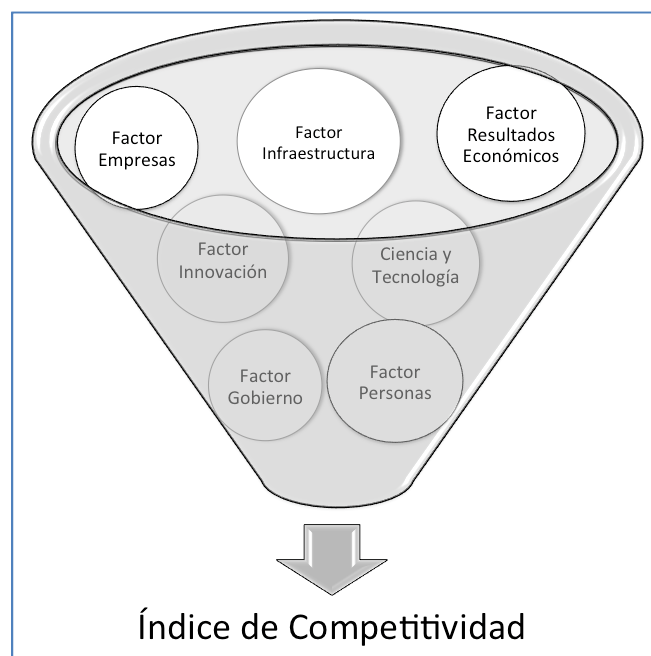 Factor
Empresas
Factor
Infraestructura
Factor
Resultados
Económicos
Factor
Innovación
Ciencia y
Tecnología
Factor
Gobierno
Factor
Personas
Índice de Competitividad